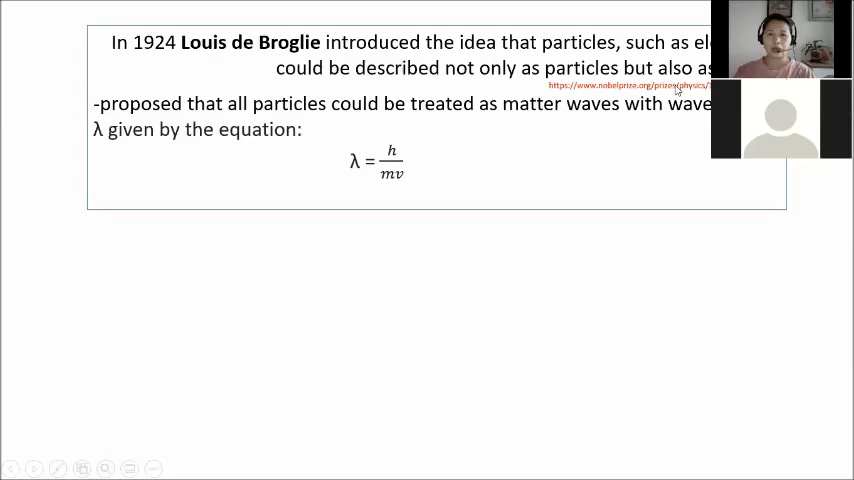 In 1924 Louis de Broglie introduced the idea that particles, such as
could be described not only as particles but also as
https://www.nobelprize.org/prizes/physics/
-proposed that all particles could be treated as matter waves with wave
λ given by the equation:
λ = h/mv